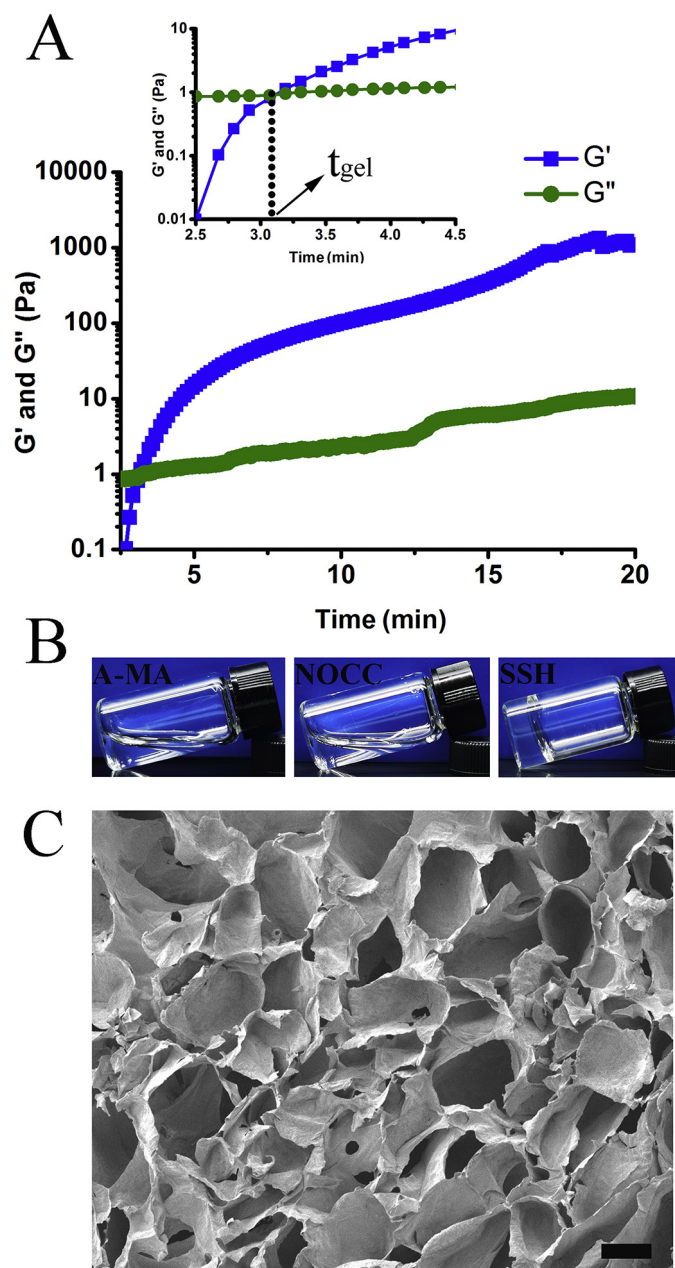 A
10
1
0.1
0.01
G' and G" (Pa)
2.5 3.0 3.5 4.0 4.5
Time (min)
tgel
G'
G"
10000
1000
100
10
1
0.1
G' and G" (Pa)
5 10 15 20
Time (min)
B
A-MA NOCC SSH
C